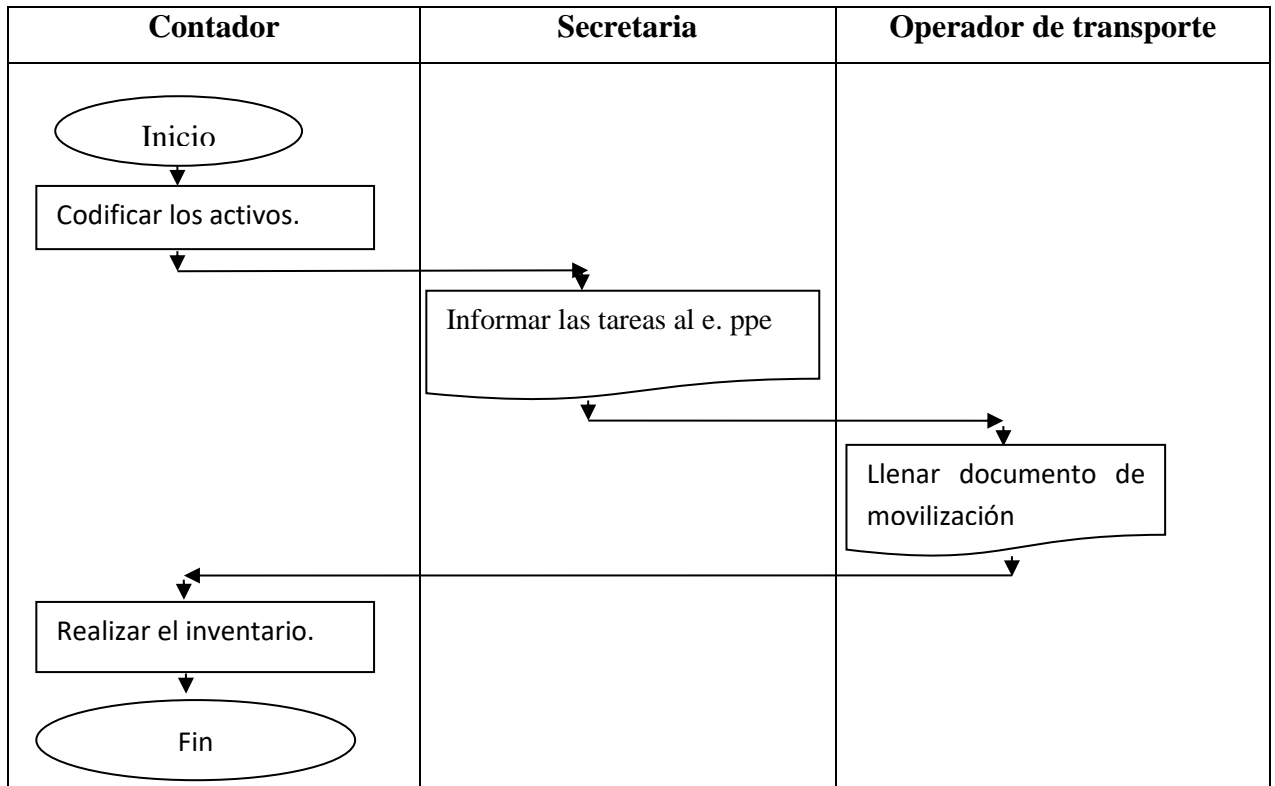 Contador
Secretaria
Operador de transporte
Inicio
Codificar los activos.
Informar las tareas al e. ppe
Llenar documento de
movilización
Realizar el inventario.
Fin